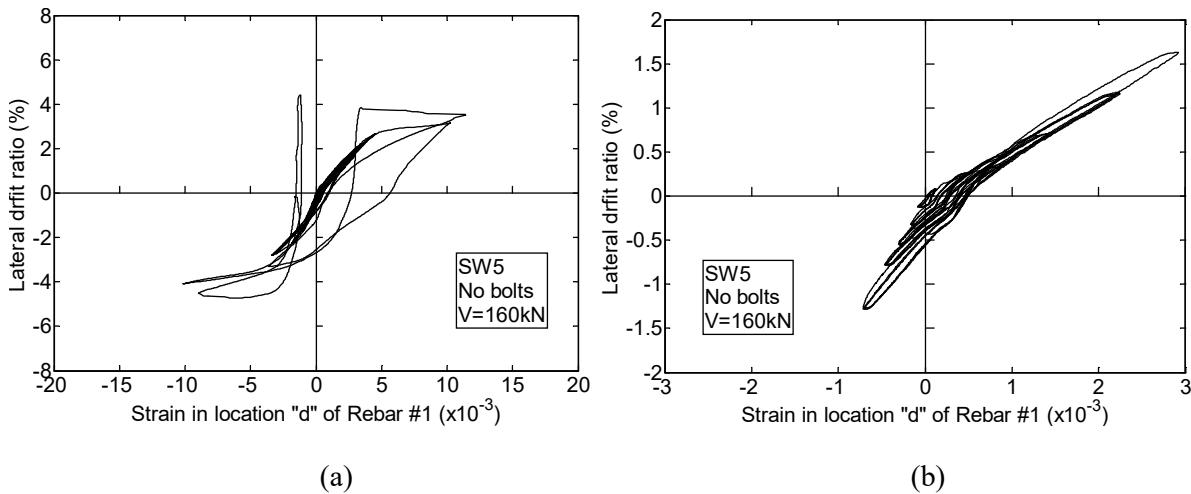 8
6
4
2
0
-2
-4
-6
-8
-20 -15 -10 -5 0 5 10 15 20
Lateral drfit ratio (%)
Strain in location "d" of Rebar #1 (x10-3)
SW5
No bolts
V=160kN
(a)
2
1.5
1
0.5
0
-0.5
-1
-1.5
-2
-3 -2 -1 0 1 2 3
Lateral drfit ratio (%)
Strain in location "d" of Rebar #1 (x10-3)
SW5
No bolts
V=160kN
(b)